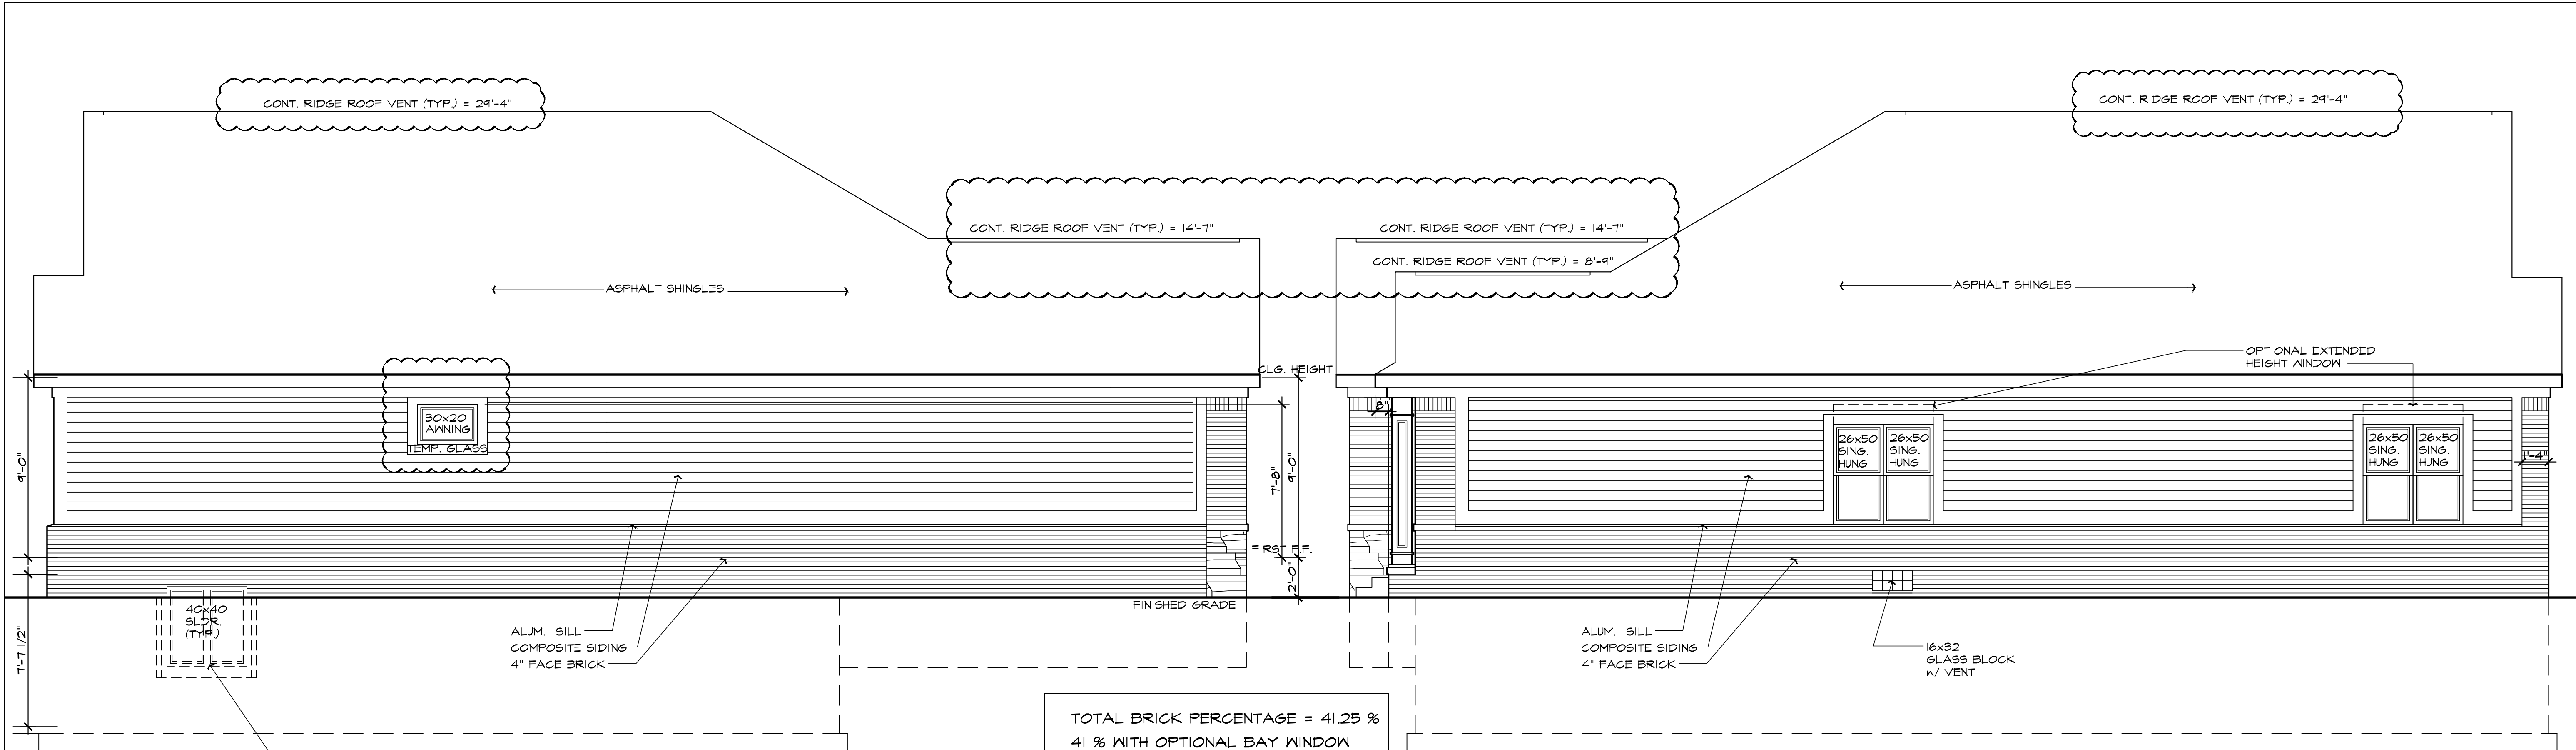 CONT. RIDGE ROOF VENT (TYP.) = 29'-4"
CONT. RIDGE ROOF VENT (TYP.) = 29'-4"
CONT. RIDGE ROOF VENT (TYP.) = 14'-7"
CONT. RIDGE ROOF VENT (TYP.) = 14'-7"
CONT. RIDGE ROOF VENT (TYP.) = 8'-9"
ASPHALT SHINGLES
ASPHALT SHINGLES
OPTIONAL EXTENDED
HEIGHT WINDOW
CLG. HEIGHT
30x20
AWNING
TEMP. GLASS
8"
26x50
SING.
HUNG
26x50
SING.
HUNG
26x50
SING.
HUNG
26x50
SING.
HUNG
1'-4"
9'-0"
7'-8"
9'-0"
FIRST F.F.
2'-0"
FINISHED GRADE
40x40
SLDR.
(TYP.)
7'-7 1/2"
ALUM. SILL
COMPOSITE SIDING
4" FACE BRICK
ALUM. SILL
COMPOSITE SIDING
4" FACE BRICK
16x32
GLASS BLOCK
W/ VENT
TOTAL BRICK PERCENTAGE = 41.25 %
41 % WITH OPTIONAL BAY WINDOW